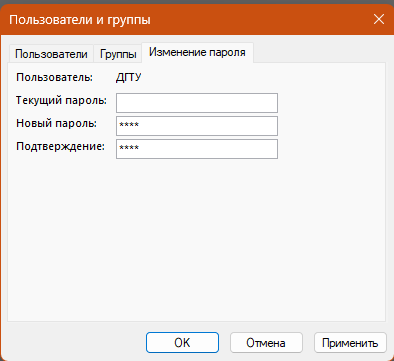 Пользователи и группы
Пользователи Группы Изменение пароля
Пользователь: ДГТУ
Текущий пароль:
Новый пароль: ****
Подтверждение: ****
OK Отмена Применить